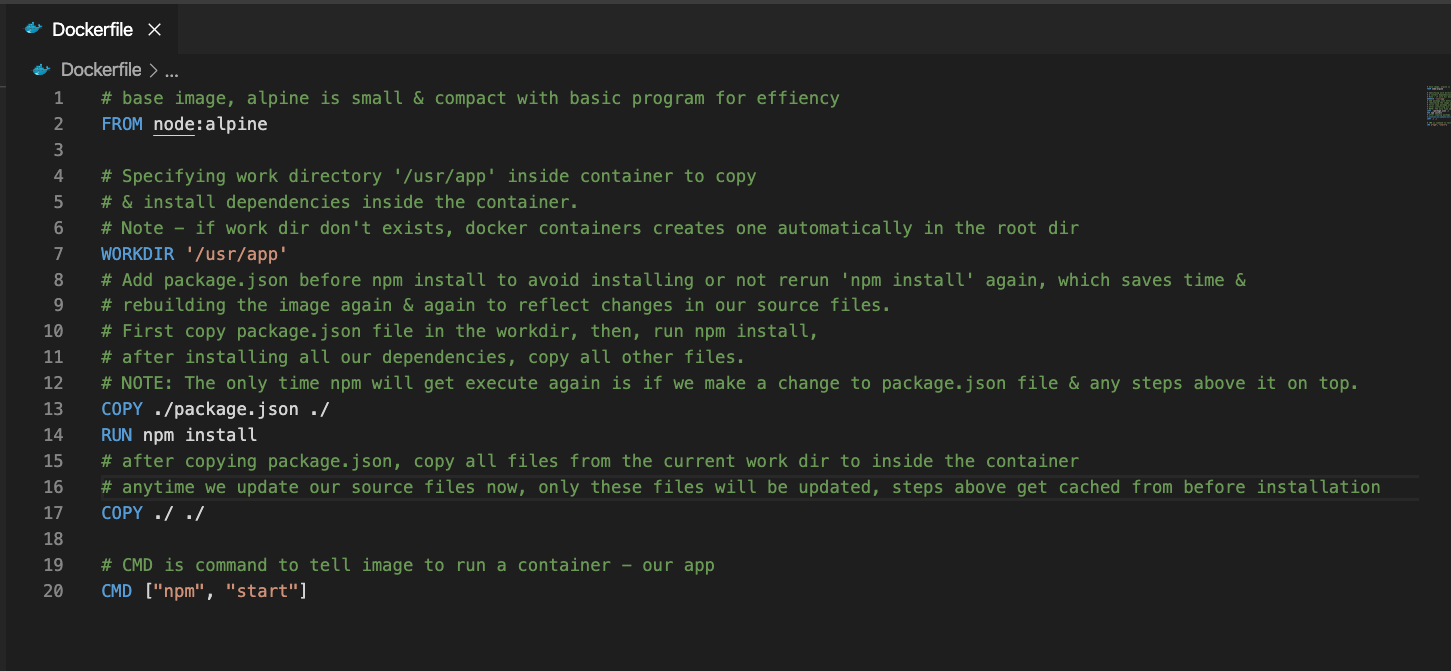 Dockerfile
Dockerfile > ...
1 # base image, alpine is small & compact with basic program for effiency
2 FROM node:alpine
3
4 # Specifying work directory '/usr/app' inside container to copy
5 # & install dependencies inside the container.
6 # Note – if work dir don't exists, docker containers creates one automatically in the root dir
7 WORKDIR '/usr/app'
8 # Add package.json before npm install to avoid installing or not rerun 'npm install' again, which saves time &
9 # rebuilding the image again & again to reflect changes in our source files.
10 # First copy package.json file in the workdir, then, run npm install,
11 # after installing all our dependencies, copy all other files.
12 # NOTE: The only time npm will get execute again is if we make a change to package.json file & any steps above it on top.
13 COPY ./package.json ./
14 RUN npm install
15 # after copying package.json, copy all files from the current work dir to inside the container
16 # anytime we update our source files now, only these files will be updated, steps above get cached from before installation
17 COPY ./ ./
18
19 # CMD is command to tell image to run a container – our app
20 CMD ["npm", "start"]